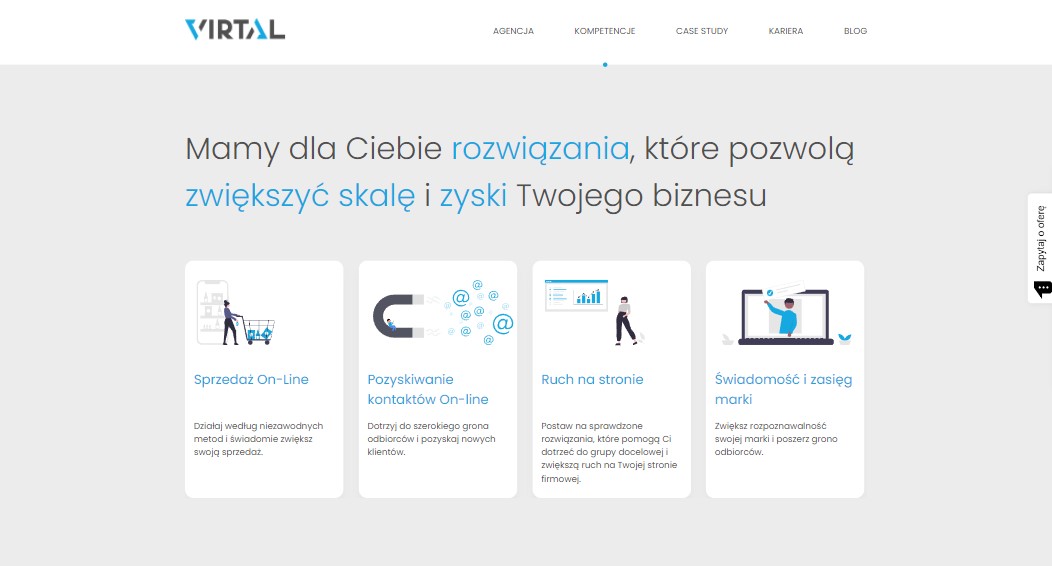 VIRTAL
AGENCJA KOMPETENCJE CASE STUDY KARIERA BLOG
Mamy dla Ciebie rozwiązania, które pozwolą
zwiększyć skalę i zyski Twojego biznesu
Zapytaj o ofertę
Sprzedaż On-Line
Działaj według niezawodnych
metod i świadomie zwiększ
swoją sprzedaż.
Pozyskiwanie
kontaktów On-line
Dotrzyj do szerokiego grona
odbiorców i pozyskaj nowych
klientów.
Ruch na stronie
Postaw na sprawdzone
rozwiązania, które pomogą Ci
dotrzeć do grupy docelowej i
zwiększą ruch na Twojej stronie
firmowej.
Świadomość i zasięg
marki
Zwiększ rozpoznawalność
swojej marki i poszerz grono
odbiorców.